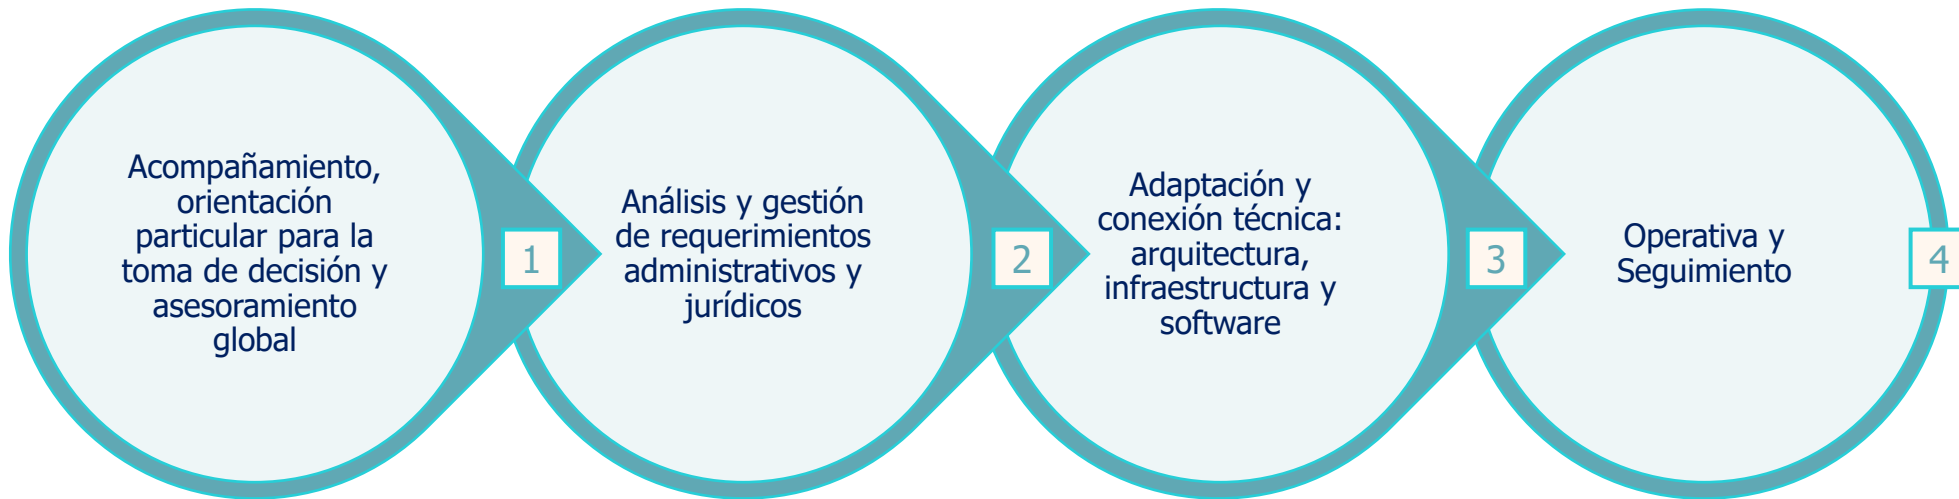 Acompañamiento,
orientación
particular para la
toma de decisión y
asesoramiento
global
1
Análisis y gestión
de requerimientos
administrativos y
jurídicos
2
Adaptación y
conexión técnica:
arquitectura,
infraestructura y
software
3
Operativa y
Seguimiento
4